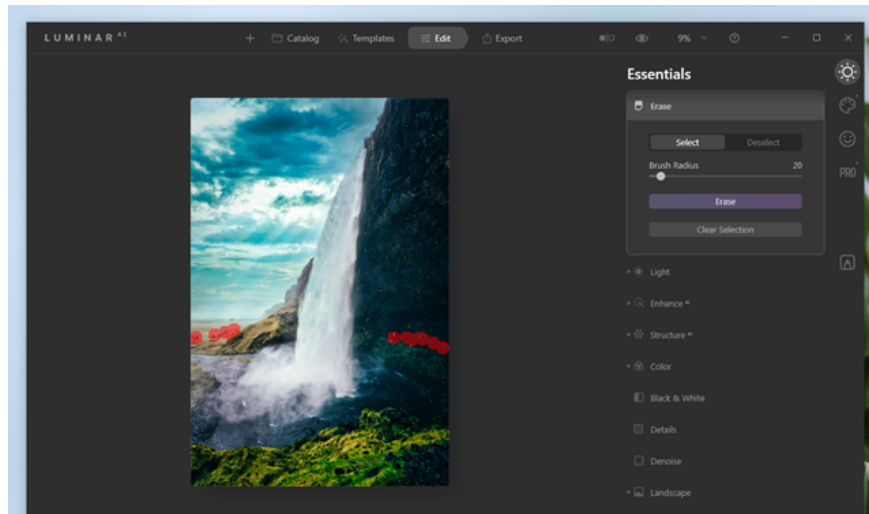 LUMINAR AI
Catalog Templates Edit Export 9%
Essentials
Erase
Select Deselect
Brush Radius 20
Erase
Clear Selection
Light
Enhance AI
Structure AI
Color
Black & White
Details
Denoise
Landscape
PRO